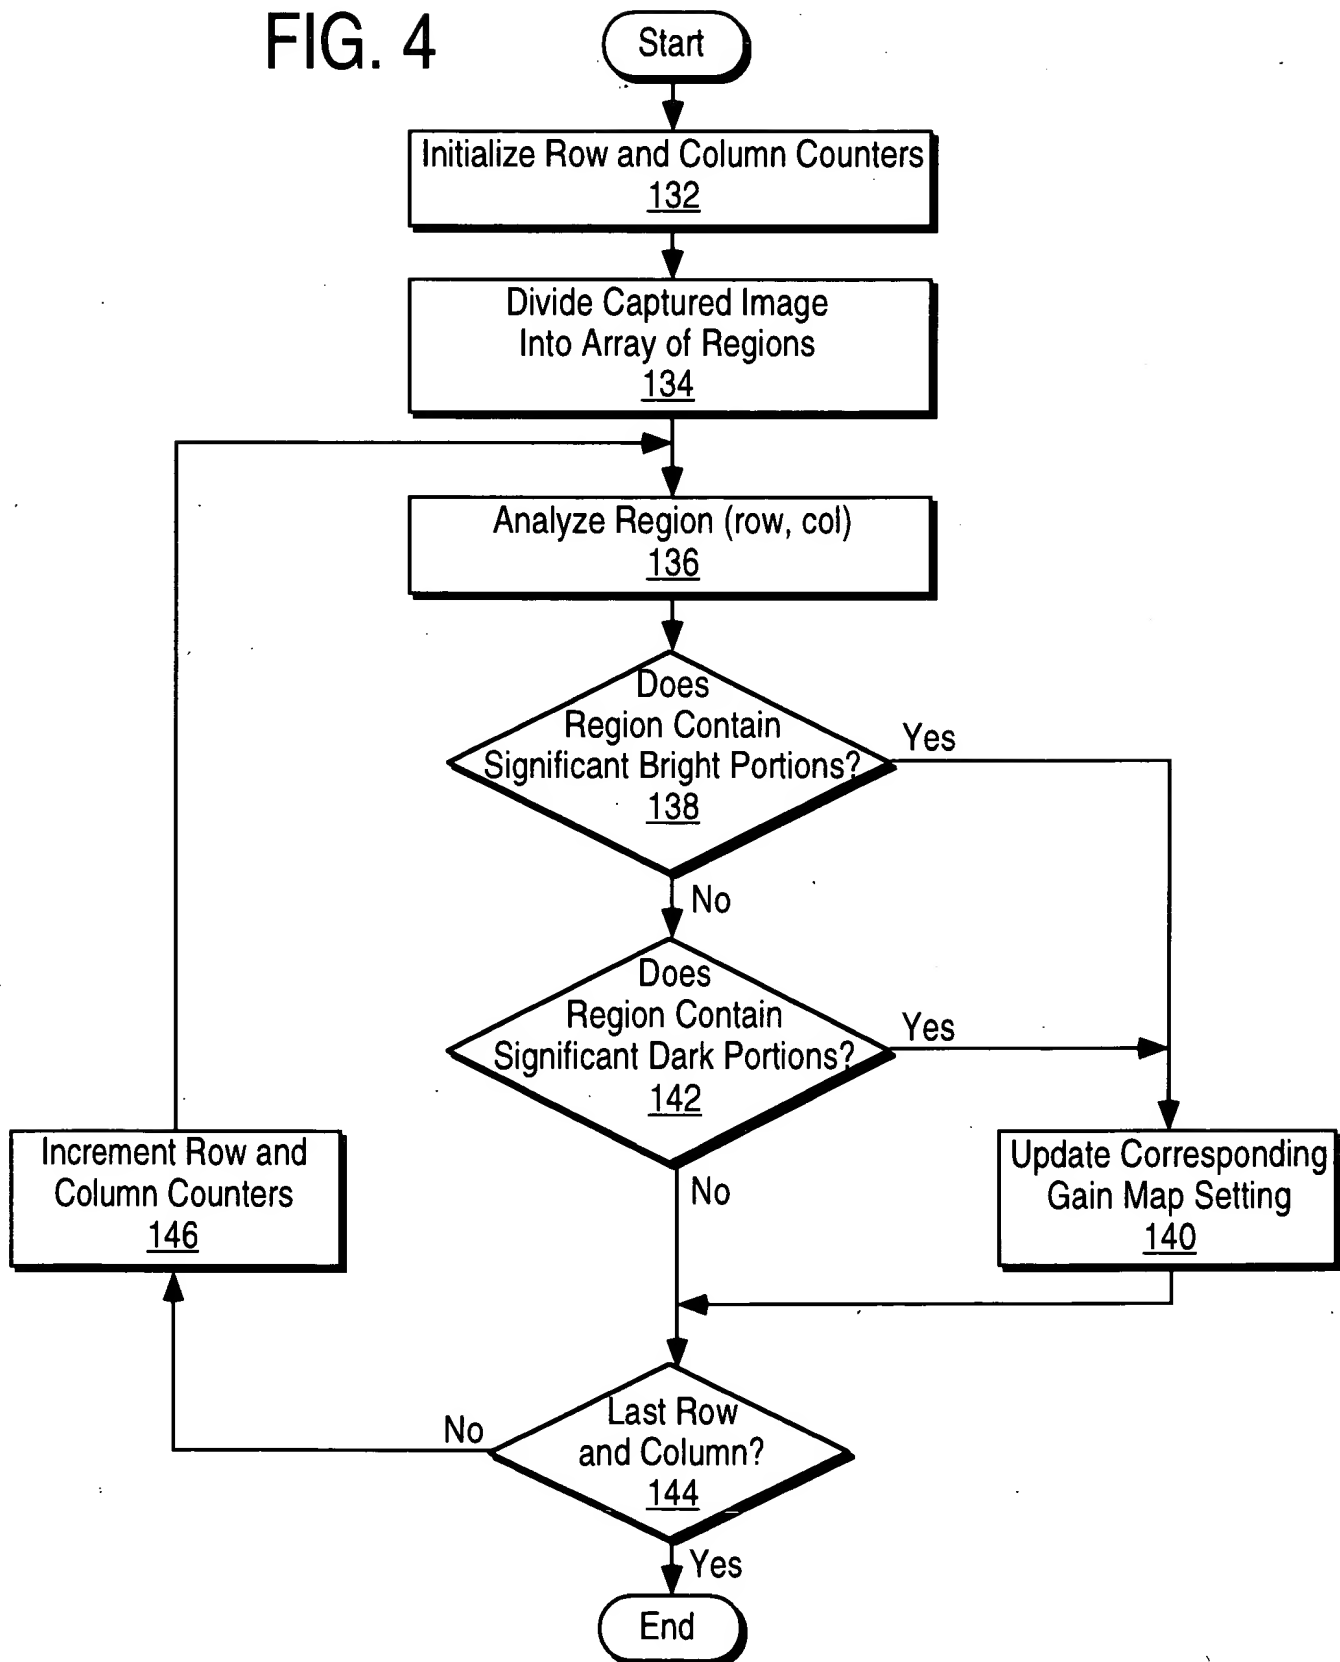 FIG. 4
Start
Initialize Row and Column Counters
132
Divide Captured Image
Into Array of Regions
134
Analyze Region (row, col)
136
Does
Region Contain
Significant Bright Portions?
138
Yes
No
Does
Region Contain
Significant Dark Portions?
142
Yes
No
Increment Row and
Column Counters
146
Update Corresponding
Gain Map Setting
140
Last Row
and Column?
144
No
Yes
End